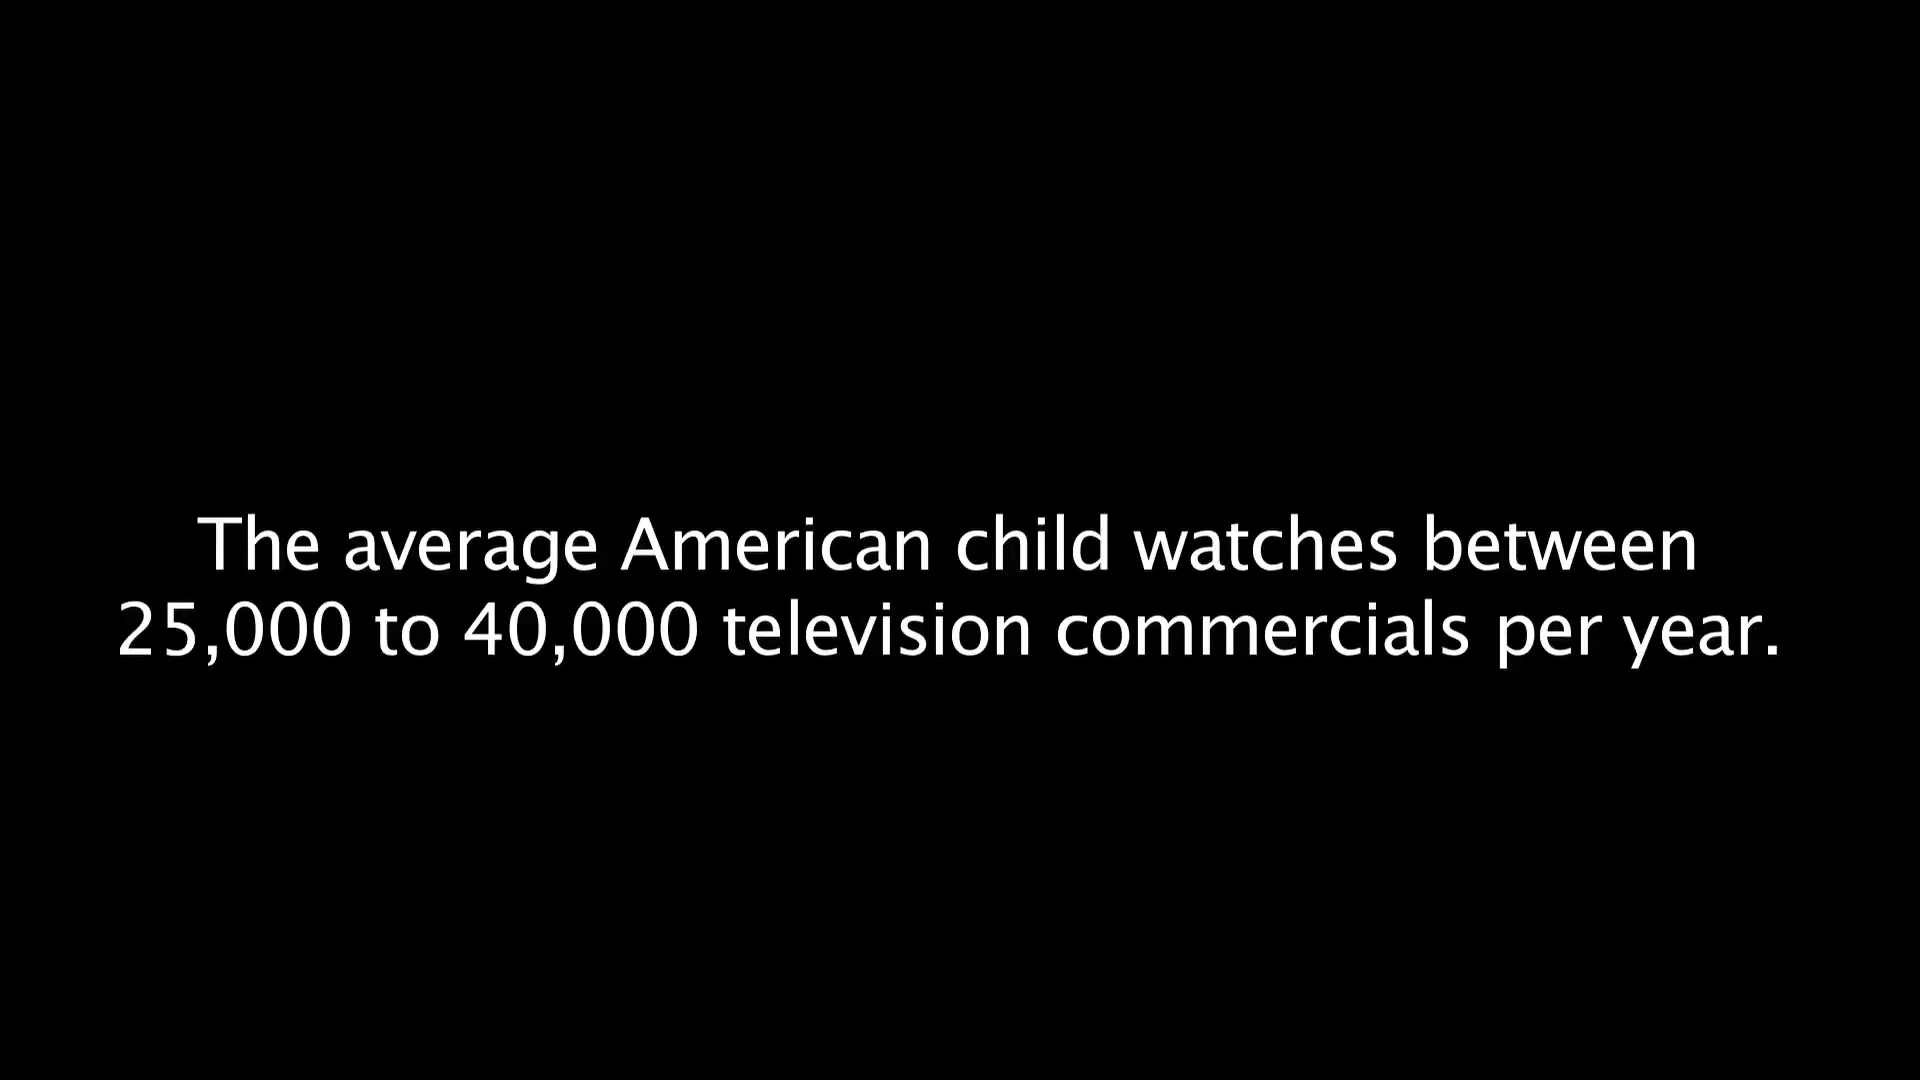 The average American child watches between
25,000 to 40,000 television commercials per year.